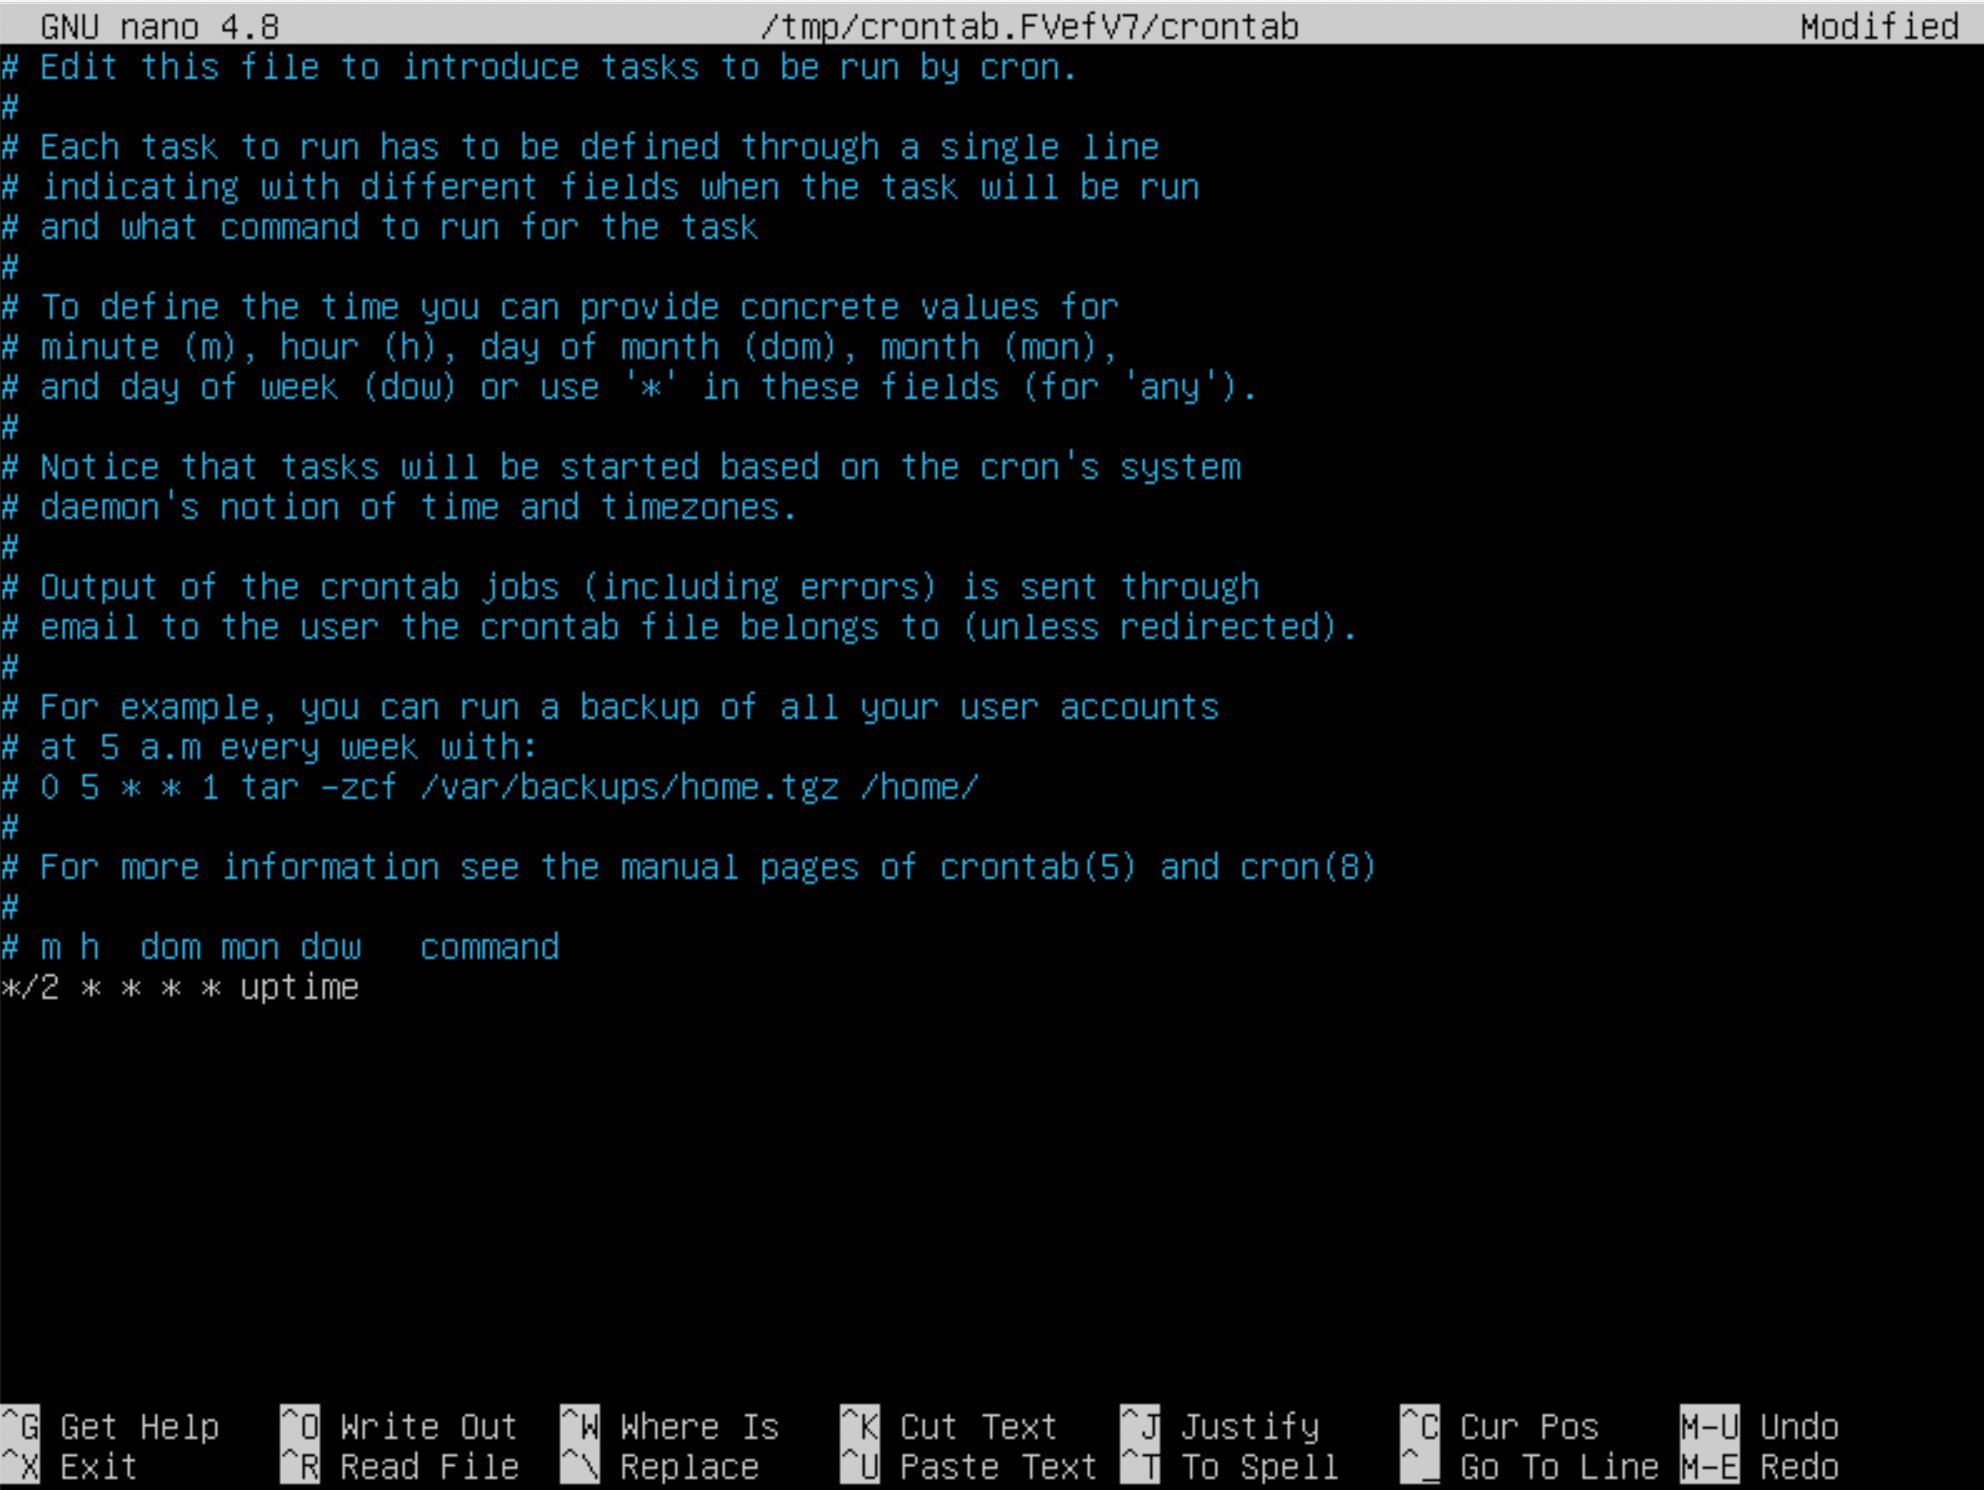 GNU nano 4.8 /tmp/crontab.FVefV7/crontab Modified
# Edit this file to introduce tasks to be run by cron.
#
# Each task to run has to be defined through a single line
# indicating with different fields when the task will be run
# and what command to run for the task
#
# To define the time you can provide concrete values for
# minute (m), hour (h), day of month (dom), month (mon),
# and day of week (dow) or use '*' in these fields (for 'any').
#
# Notice that tasks will be started based on the cron's system
# daemon's notion of time and timezones.
#
# Output of the crontab jobs (including errors) is sent through
# email to the user the crontab file belongs to (unless redirected).
#
# For example, you can run a backup of all your user accounts
# at 5 a.m every week with:
# 0 5 * * 1 tar -zcf /var/backups/home.tgz /home/
#
# For more information see the manual pages of crontab(5) and cron(8)
#
# m h  dom mon dow   command
*/2 * * * * uptime
^G Get Help ^O Write Out ^W Where Is ^K Cut Text ^J Justify ^C Cur Pos M-U Undo
^X Exit ^R Read File ^\ Replace ^U Paste Text ^T To Spell ^_ Go To Line M-E Redo